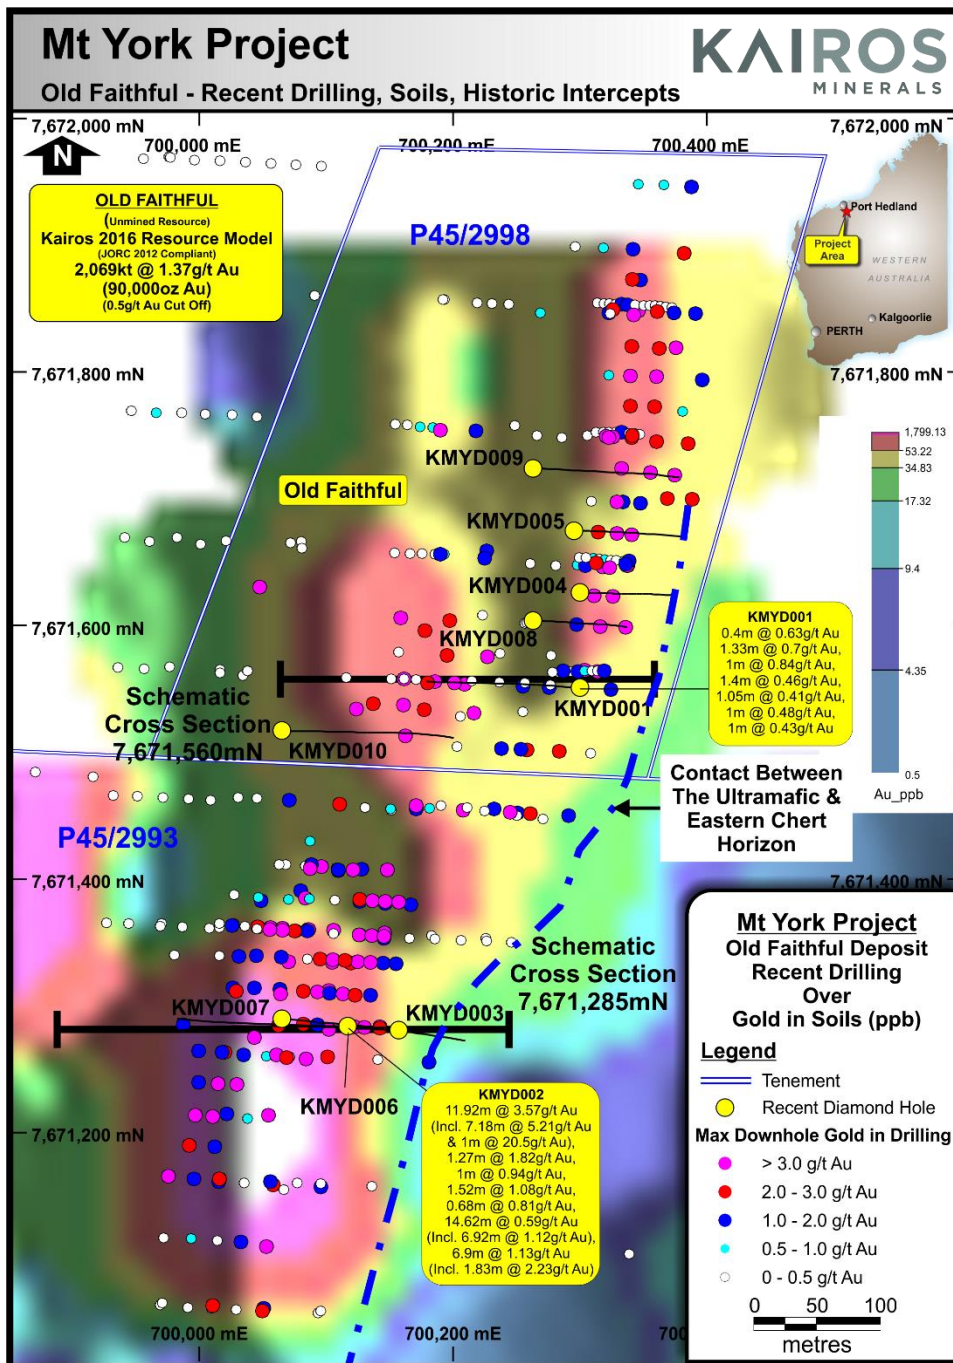 Mt York Project
Old Faithful - Recent Drilling, Soils, Historic Intercepts
KAIROS
MINERALS
7,672,000 mN
700,000 mE
700,200 mE
700,400 mE
7,672,000 mN
N
OLD FAITHFUL
(Unmined Resource)
Kairos 2016 Resource Model
(JORC 2012 Compliant)
2,069kt @ 1.37g/t Au
(90,000oz Au)
(0.5g/t Au Cut Off)
P45/2998
Port Hedland
Project
Area
WESTERN
AUSTRALIA
Kalgoorlie
PERTH
7,671,800 mN
7,671,800 mN
1,799.13
53.22
34.83
17.32
9.4
4.35
0.5
Au_ppb
KMYD009
Old Faithful
KMYD005
KMYD004
7,671,600 mN
KMYD008
KMYD001
0.4m @ 0.63g/t Au
1.33m @ 0.7g/t Au,
1m @ 0.84g/t Au,
1.4m @ 0.46g/t Au,
1.05m @ 0.41g/t Au,
1m @ 0.48g/t Au,
1m @ 0.43g/t Au
Schematic
Cross Section
7,671,560mN
KMYD001
KMYD010
Contact Between
The Ultramafic &
Eastern Chert
Horizon
P45/2993
7,671,400 mN
7,671,400 mN
Schematic
Cross Section
7,671,285mN
KMYD007
KMYD003
KMYD006
KMYD002
11.92m @ 3.57g/t Au
(Incl. 7.18m @ 5.21g/t Au
& 1m @ 20.5g/t Au),
1.27m @ 1.82g/t Au,
1m @ 0.94g/t Au,
1.52m @ 1.08g/t Au,
0.68m @ 0.81g/t Au,
14.62m @ 0.59g/t Au
(Incl. 6.92m @ 1.12g/t Au),
6.9m @ 1.13g/t Au
(Incl. 1.83m @ 2.23g/t Au)
7,671,200 mN
700,000 mE
700,200 mE
Mt York Project
Old Faithful Deposit
Recent Drilling
Over
Gold in Soils (ppb)
Legend
Tenement
Recent Diamond Hole
Max Downhole Gold in Drilling
> 3.0 g/t Au
2.0 - 3.0 g/t Au
1.0 - 2.0 g/t Au
0.5 - 1.0 g/t Au
0 - 0.5 g/t Au
0 50 100
metres